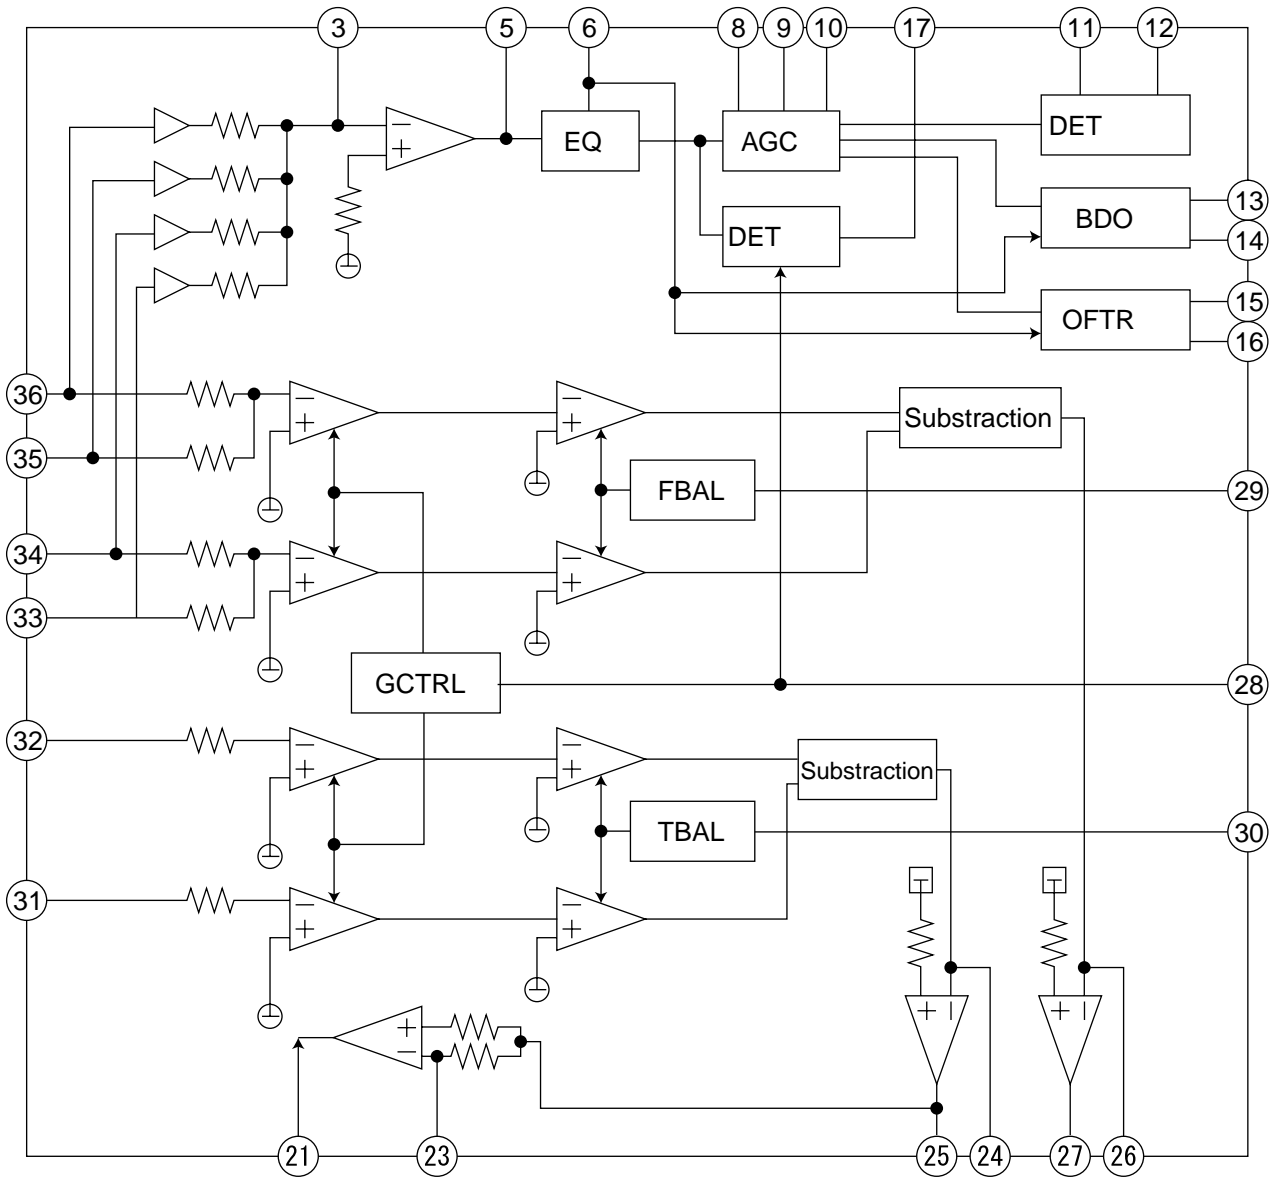 3 5 6 8 9 10 17 11 12
− +
EQ
AGC
DET
13
BDO
14
DET
15
OFTR
16
36
− +
− +
Substraction
35
FBAL
29
34
− +
− +
33
GCTRL
28
32
− +
− +
Substraction
TBAL
30
31
− +
− +
+ −
+ −
+ −
21 23 25 24 27 26